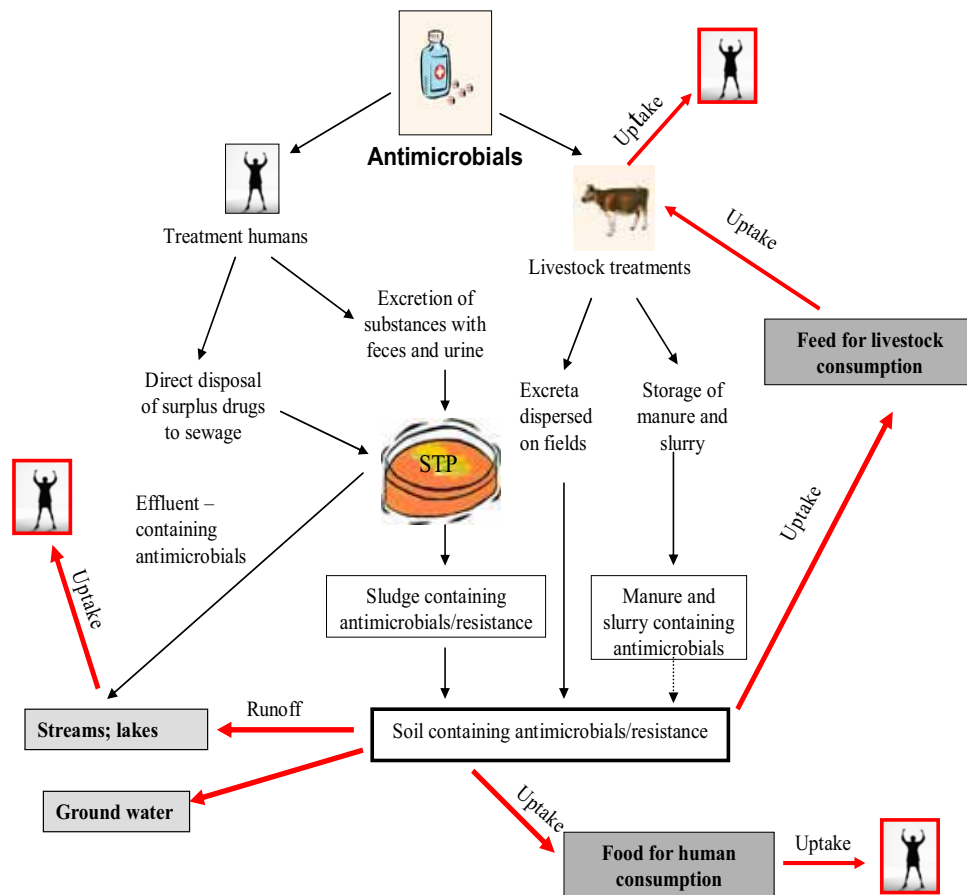 Antimicrobials
Uptake
Treatment humans
Livestock treatments
Uptake
Excretion of
substances with
feces and urine
Feed for livestock
consumption
Direct disposal
of surplus drugs
to sewage
Excreta
dispersed
on fields
Storage of
manure and
slurry
STP
Effluent –
containing
antimicrobials
Uptake
Uptake
Sludge containing
antimicrobials/resistance
Manure and
slurry containing
antimicrobials
Runoff
Streams; lakes
Soil containing antimicrobials/resistance
Ground water
Uptake
Food for human
consumption
Uptake